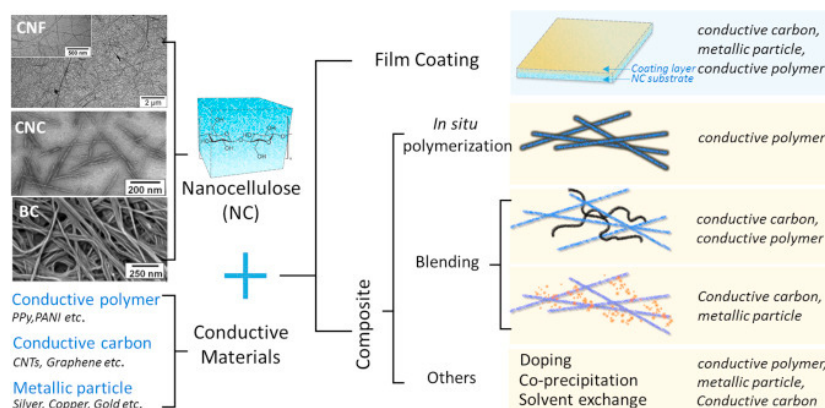 CNF
500 nm
2 μm
CNC
200 nm
BC
250 nm
Conductive polymer
PPy,PANI etc.
Conductive carbon
CNTs, Graphene etc.
Metallic particle
Silver, Copper, Gold etc.
OH
HO
OH
Nanocellulose
(NC)
Conductive
Materials
Film Coating
Coating layer
NC substrate
conductive carbon,
metallic particle,
conductive polymer
Composite
In situ
polymerization
conductive polymer
Blending
conductive carbon,
conductive polymer
Conductive carbon,
metallic particle
Others
Doping
Co-precipitation
Solvent exchange
conductive polymer,
metallic particle,
Conductive carbon